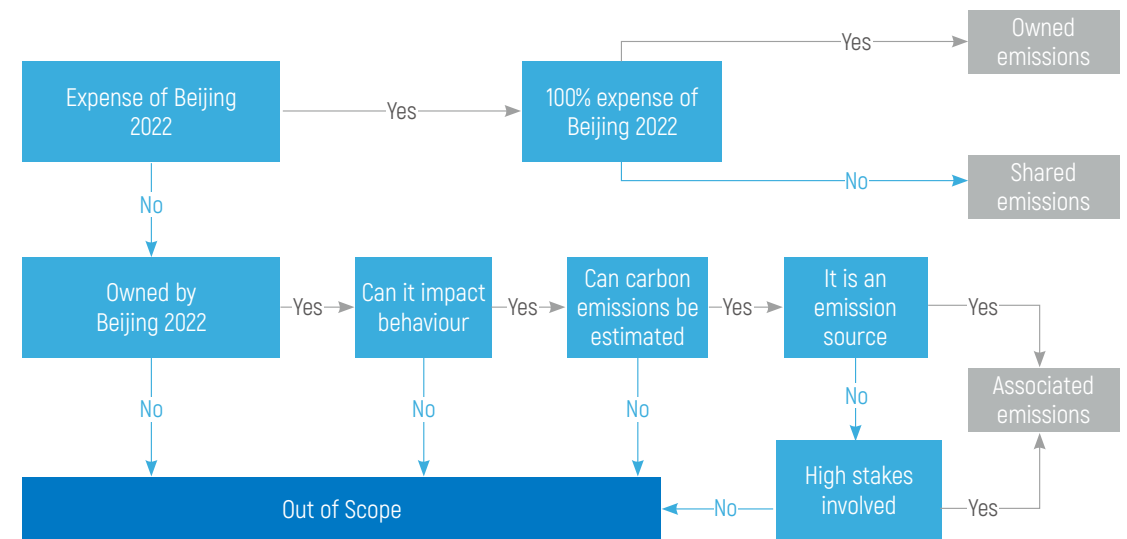 Owned
emissions
Yes
Expense of Beijing
2022
Yes
100% expense of
Beijing 2022
No
Shared
emissions
No
Owned by
Beijing 2022
Yes
Can it impact
behaviour
Yes
Can carbon
emissions be
estimated
Yes
It is an
emission
source
Yes
No
No
No
No
Associated
emissions
Out of Scope
No
High stakes
involved
Yes